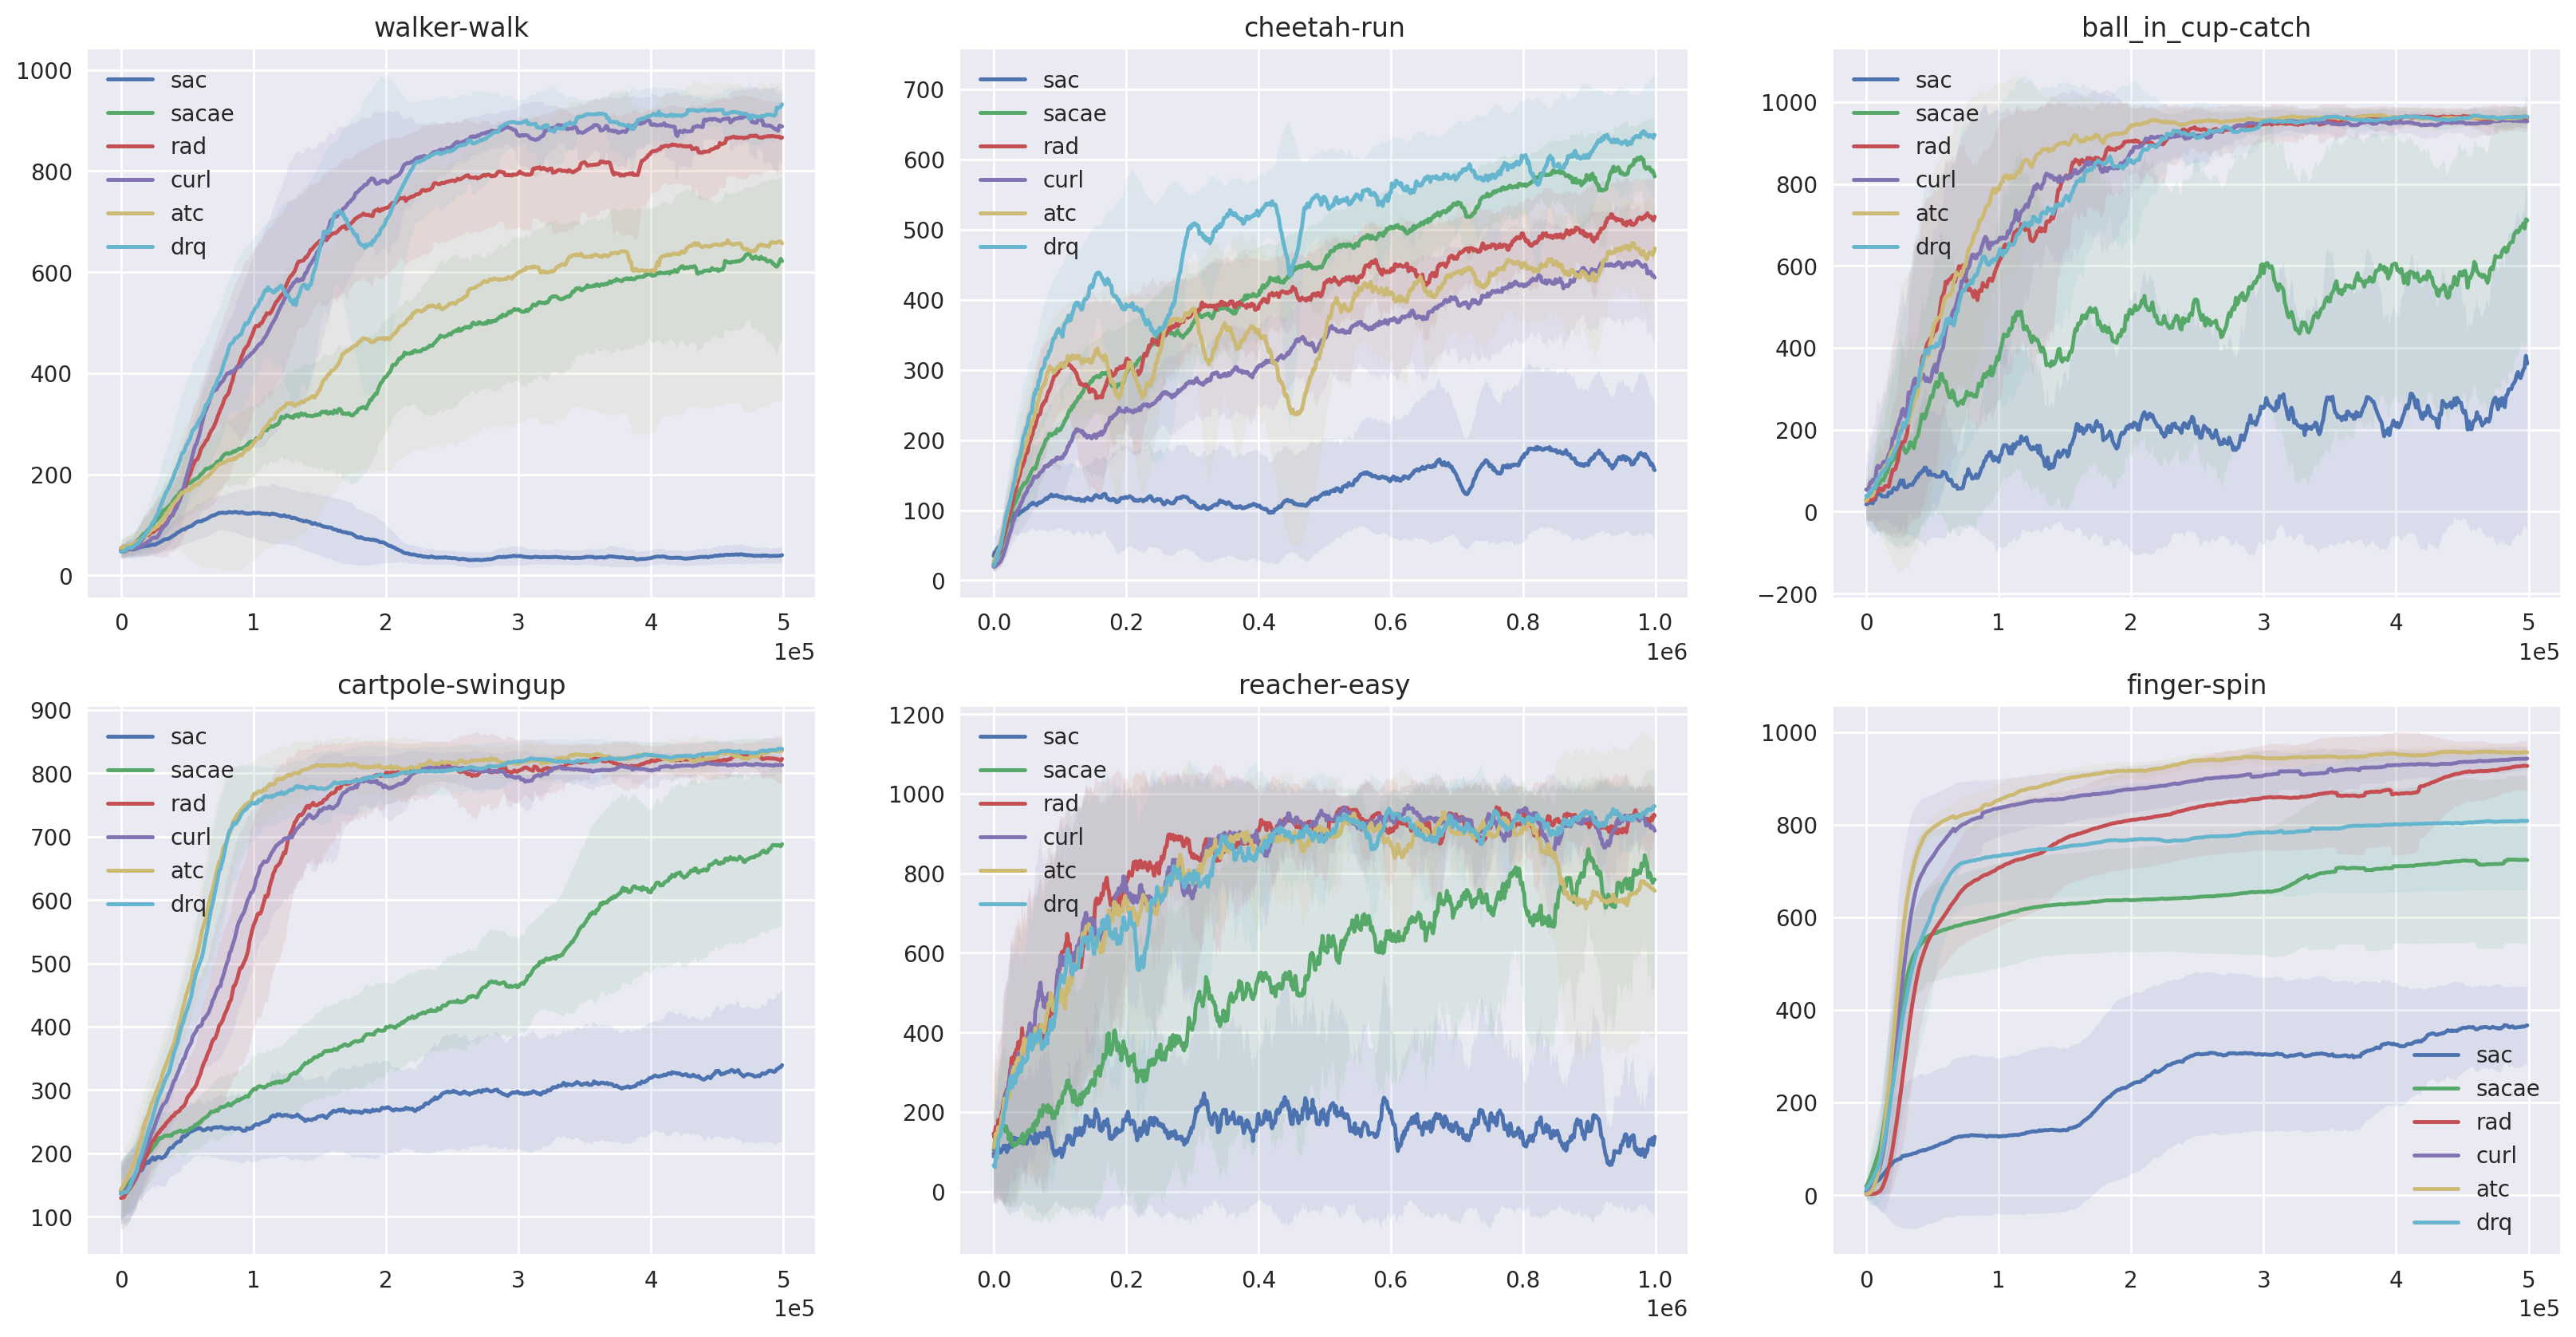 walker-walk
1000
800
600
400
200
0
sac
sacae
rad
curl
atc
drq
0 1 2 3 4 5
1e5
cheetah-run
700
600
500
400
300
200
100
0
sac
sacae
rad
curl
atc
drq
0.0 0.2 0.4 0.6 0.8 1.0
1e6
ball_in_cup-catch
1000
800
600
400
200
0
−200
sac
sacae
rad
curl
atc
drq
0 1 2 3 4 5
1e5
cartpole-swingup
900
800
700
600
500
400
300
200
100
sac
sacae
rad
curl
atc
drq
0 1 2 3 4 5
1e5
reacher-easy
1200
1000
800
600
400
200
0
sac
sacae
rad
curl
atc
drq
0.0 0.2 0.4 0.6 0.8 1.0
1e6
finger-spin
1000
800
600
400
200
0
sac
sacae
rad
curl
atc
drq
0 1 2 3 4 5
1e5